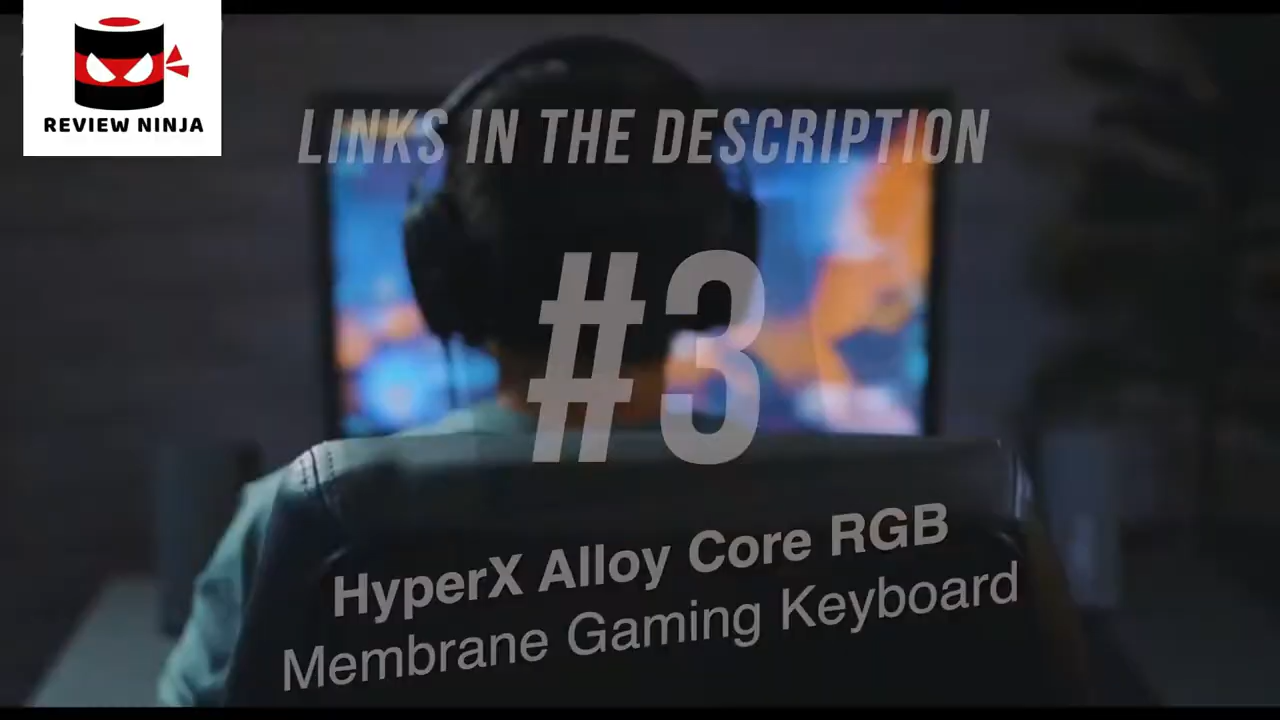 REVIEW NINJA
LINKS IN THE DESCRIPTION
#3
HyperX Alloy Core RGB
Membrane Gaming Keyboard